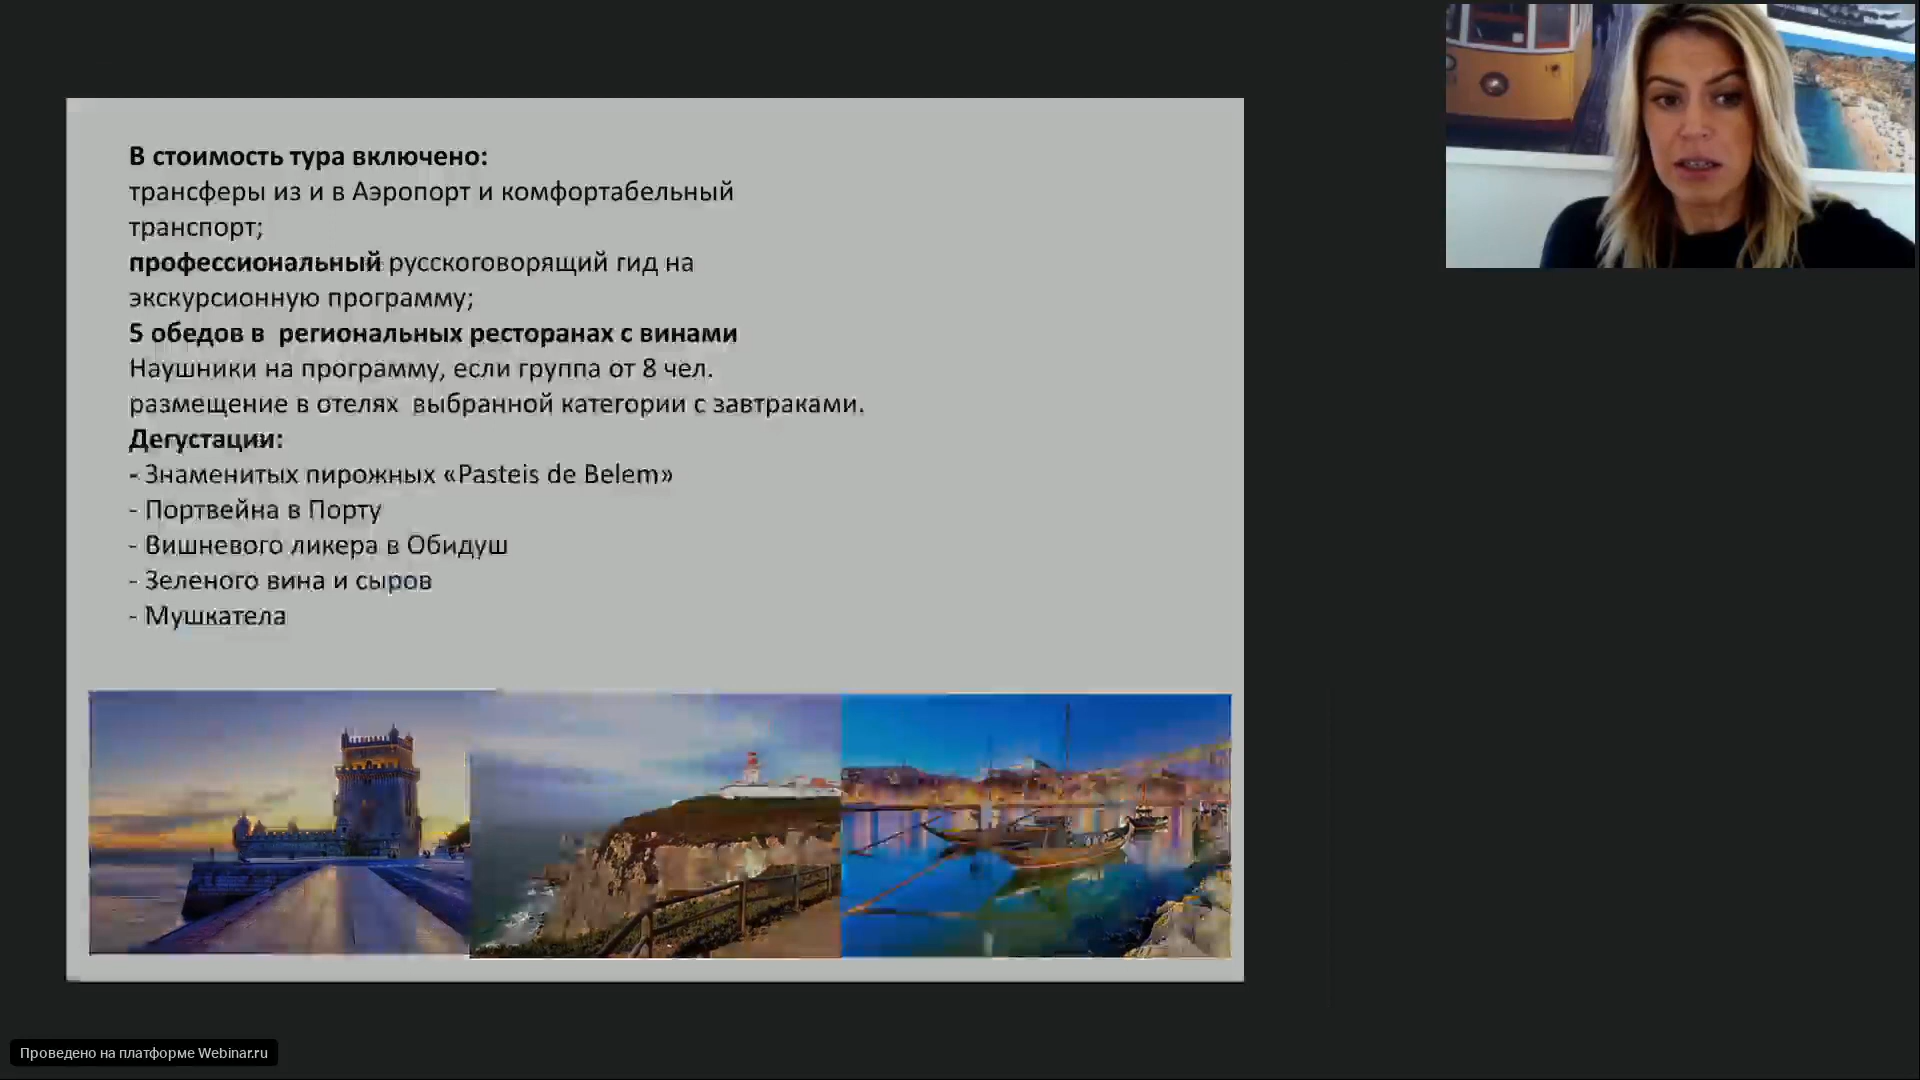 В стоимость тура включено:
трансферы из и в Аэропорт и комфортабельный
транспорт;
профессиональный русскоговорящий гид на
экскурсионную программу;
5 обедов в  региональных ресторанах с винами
Наушники на программу, если группа от 8 чел.
размещение в отелях  выбранной категории с завтраками.
Дегустации:
- Знаменитых пирожных «Pasteis de Belem»
- Портвейна в Порту
- Вишневого ликера в Обидуш
- Зеленого вина и сыров
- Мушкатела
Проведено на платформе Webinar.ru